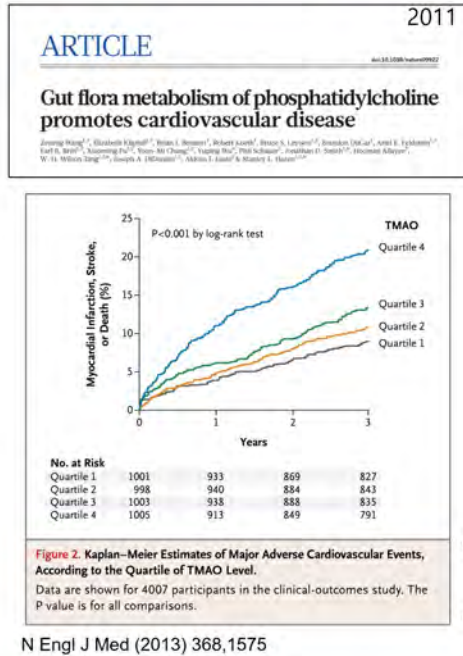 2011
ARTICLE
doi:10.1038/nature09922
Gut flora metabolism of phosphatidylcholine
promotes cardiovascular disease
25
20
15
10
5
0
P<0.001 by log-rank test
TMAO
Quartile 4
Quartile 3
Quartile 2
Quartile 1
Myocardial Infarction, Stroke,
or Death (%)
0 1 2 3
Years
No. at Risk
Quartile 1 1001 933 869 827
Quartile 2 998 940 884 843
Quartile 3 1003 938 888 835
Quartile 4 1005 913 849 791
Figure 2. Kaplan–Meier Estimates of Major Adverse Cardiovascular Events,
According to the Quartile of TMAO Level.
Data are shown for 4007 participants in the clinical-outcomes study. The
P value is for all comparisons.
N Engl J Med (2013) 368,1575